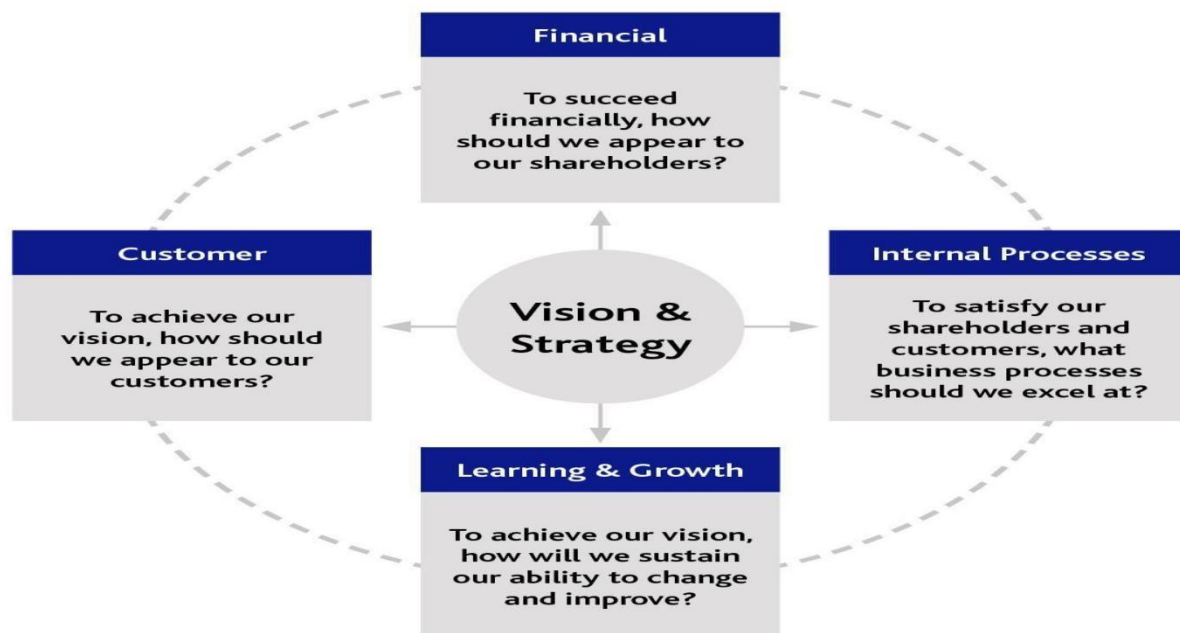 Financial
To succeed
financially, how
should we appear to
our shareholders?
Customer
To achieve our
vision, how should
we appear to our
customers?
Vision &
Strategy
Internal Processes
To satisfy our
shareholders and
customers, what
business processes
should we excel at?
Learning & Growth
To achieve our vision,
how will we sustain
our ability to change
and improve?